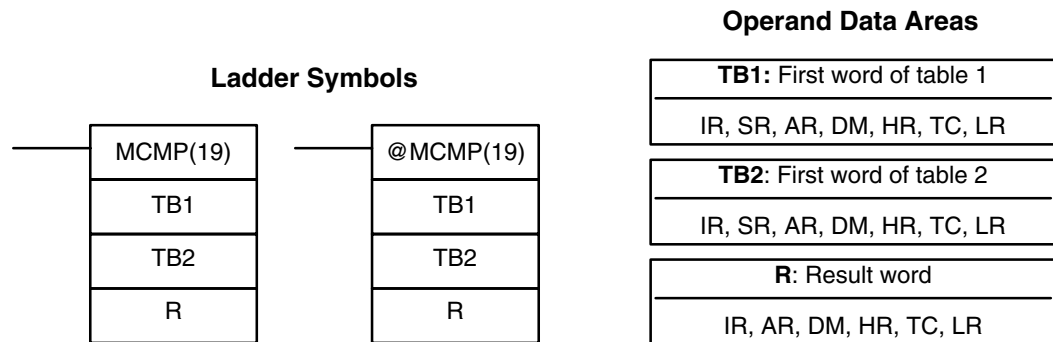 Ladder Symbols
MCMP(19)
TB1
TB2
R
@MCMP(19)
TB1
TB2
R
Operand Data Areas
TB1: First word of table 1
IR, SR, AR, DM, HR, TC, LR
TB2: First word of table 2
IR, SR, AR, DM, HR, TC, LR
R: Result word
IR, AR, DM, HR, TC, LR